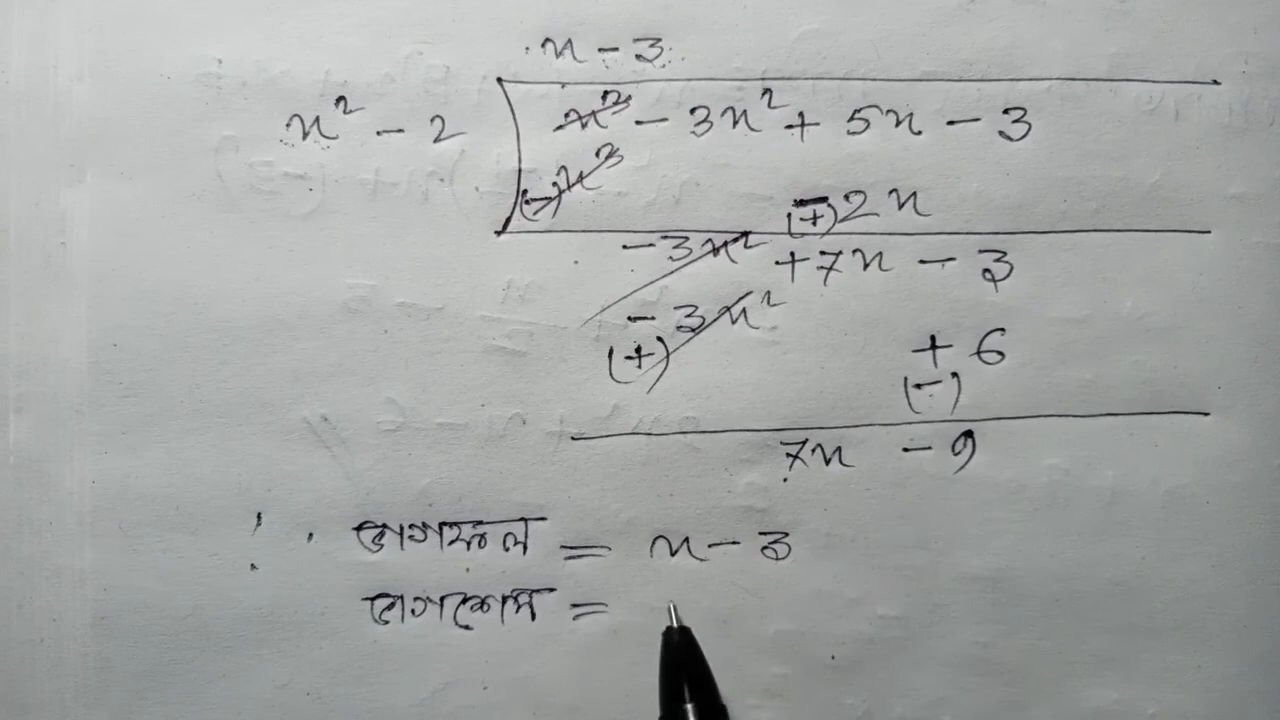 x - 3
x² - 2 ) x³ - 3x² + 5x - 3
(-) x³ (+) - 2x
- 3x² + 7x - 3
- 3x² + 6
(+) (-)
7x - 9
∴ ভাগফল = x - 3
ভাগশেষ =